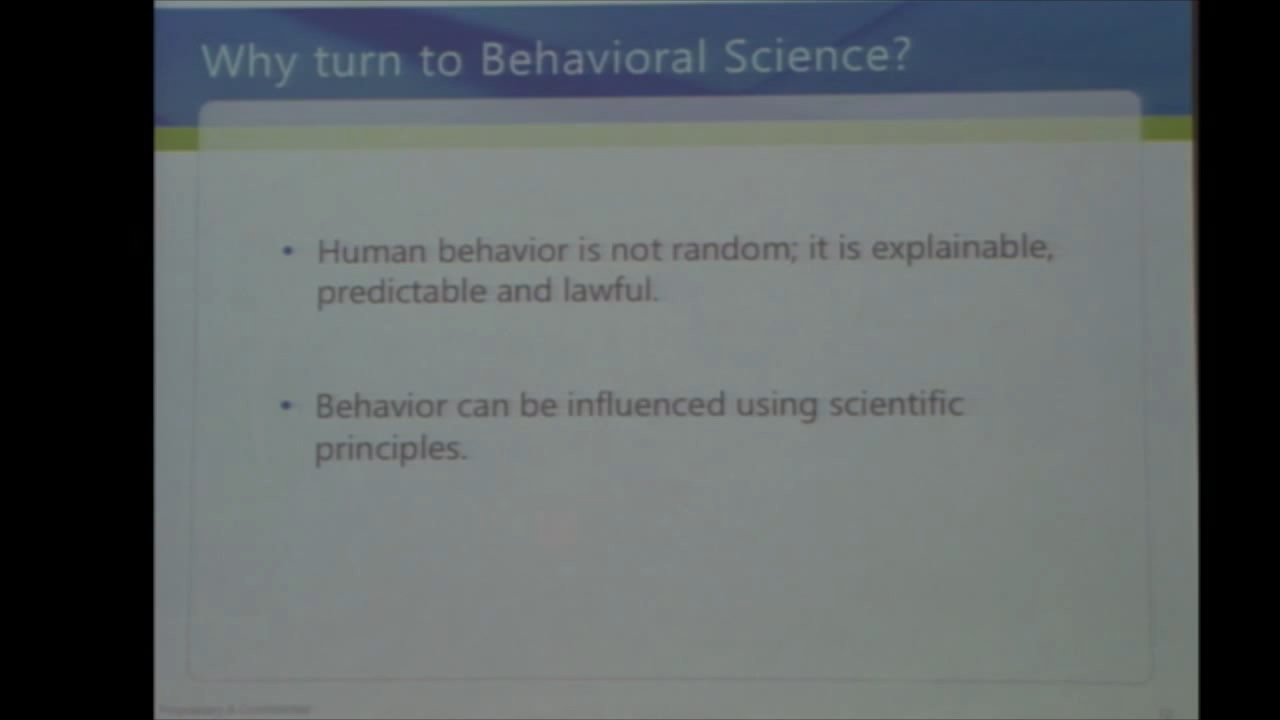 Why turn to Behavioral Science?
• Human behavior is not random; it is explainable,
predictable and lawful.
• Behavior can be influenced using scientific
principles.